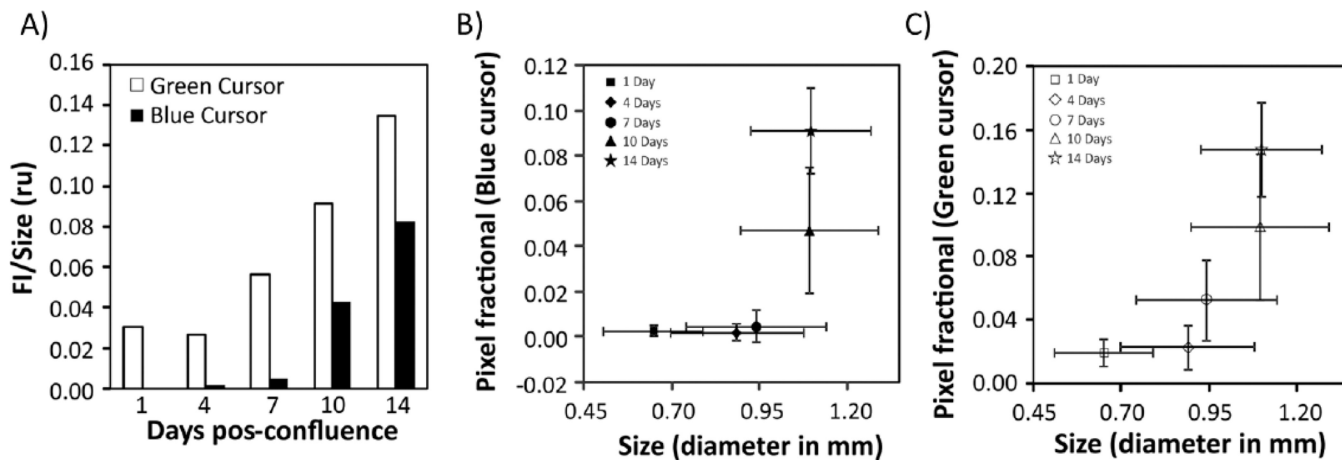 A)
FI/Size (ru)
0.16
0.14
0.12
0.10
0.08
0.06
0.04
0.02
0.00
Green Cursor
Blue Cursor
1 4 7 10 14
Days pos-confluence
B)
Pixel fractional (Blue cursor)
0.12
0.10
0.08
0.06
0.04
0.02
0.00
-0.02
1 Day
4 Days
7 Days
10 Days
14 Days
0.45 0.70 0.95 1.20
Size (diameter in mm)
C)
Pixel fractional (Green cursor)
0.20
0.16
0.12
0.08
0.04
0.00
1 Day
4 Days
7 Days
10 Days
14 Days
0.45 0.70 0.95 1.20
Size (diameter in mm)